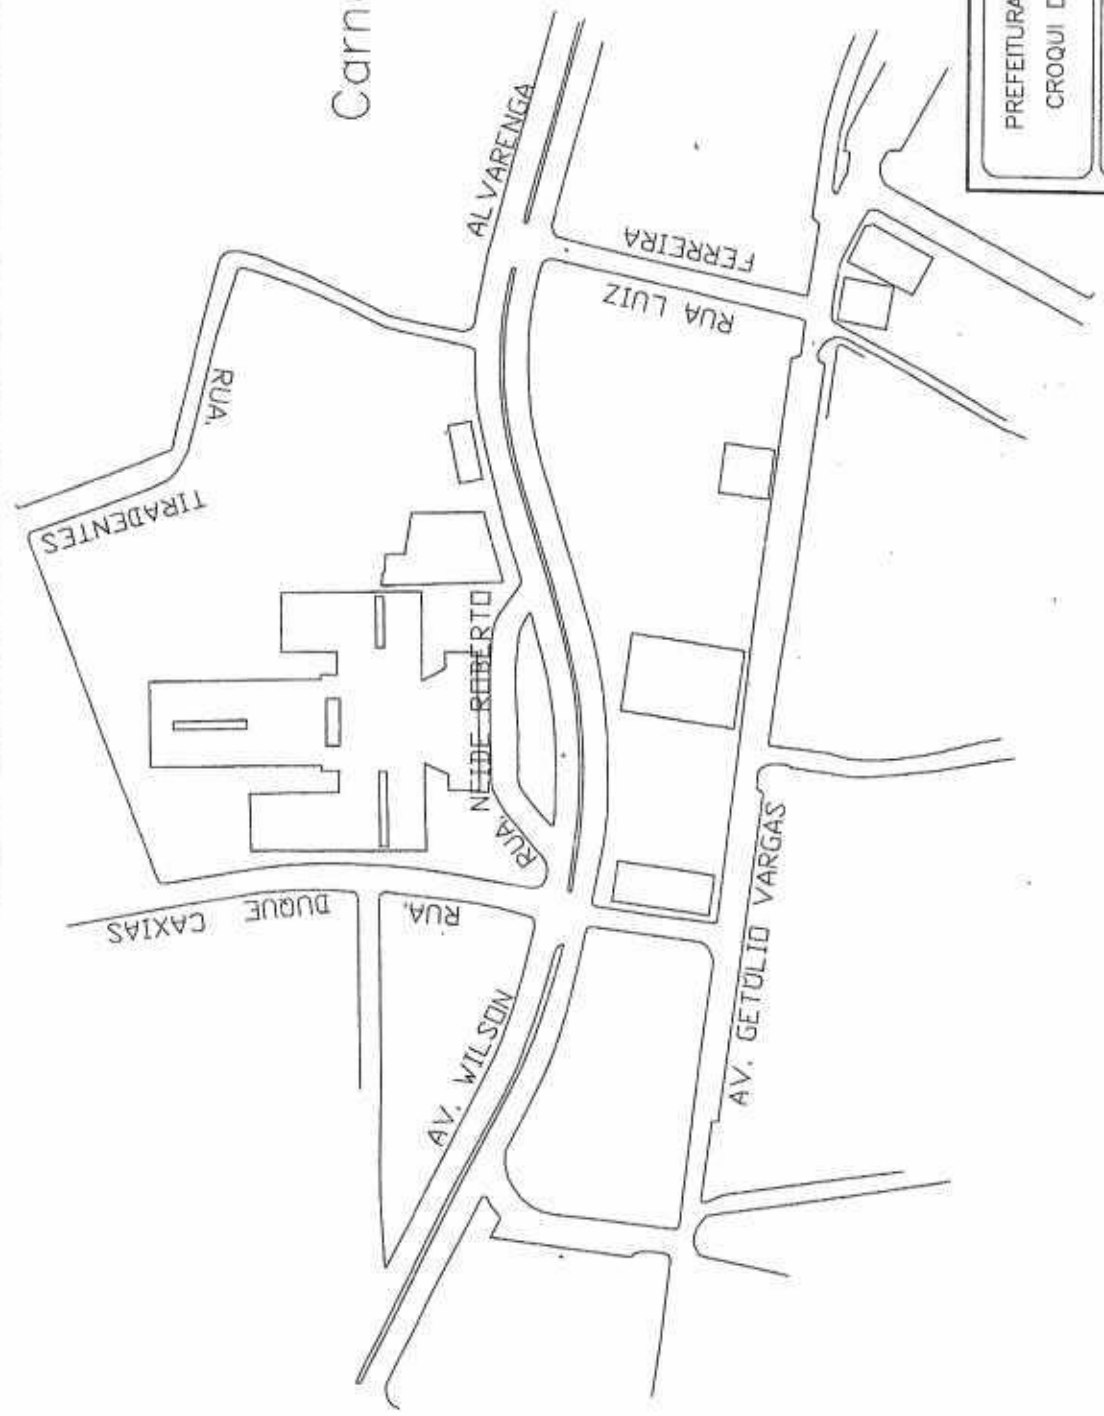 Carn
PREFEITURA
CROQUI D
ALVARENGA
FERREIRA
RUA LUIZ
RUA.
TIRADENTES
NEIDE ROBERTO
RUA.
DUQUE CAXIAS
RUA.
AV. WILSON
AV. GETÚLIO VARGAS